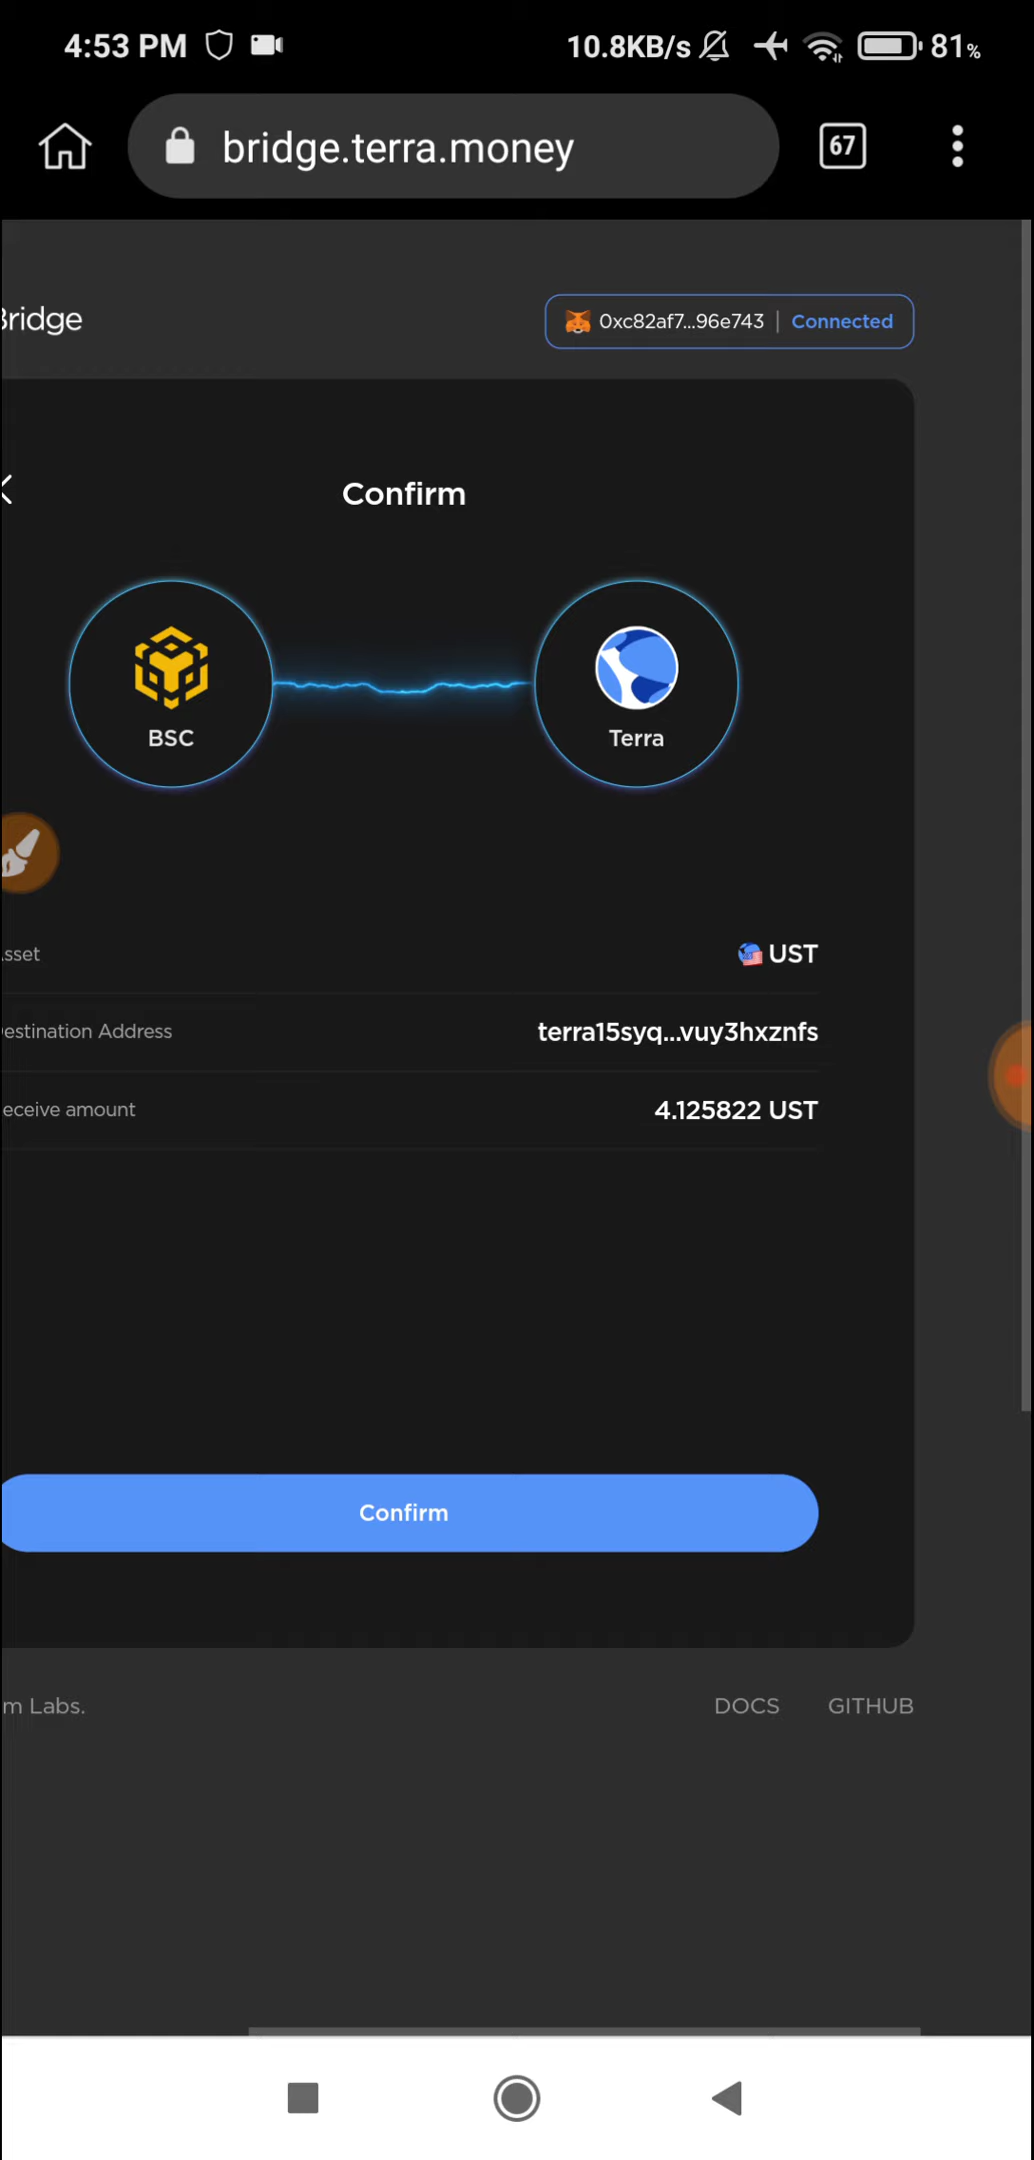 4:53 PM
10.8KB/s
81%
bridge.terra.money
67
Bridge
0xc82af7...96e743 | Connected
Confirm
BSC
Terra
sset
UST
estination Address
terra15syq...vuy3hxznfs
eceive amount
4.125822 UST
Confirm
m Labs.
DOCS
GITHUB